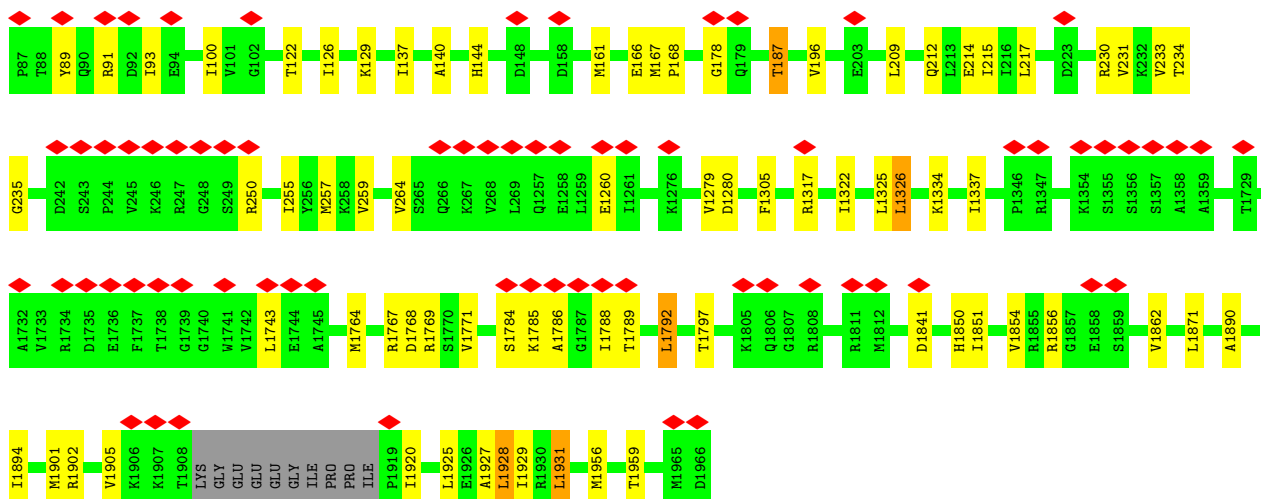 P87 T88 Y89 Q90 R91 D92 I93 E94 I100 V101 G102 T122 I126 K129 I137 A140 H144 D148 D158 M161 E166 M167 P168 G178 Q179 T187 V196 E203 L209 Q212 L213 E214 I215 I216 L217 D223 R230 V231 K232 V233 T234
G235 D242 S243 P244 V245 K246 R247 G248 S249 R250 I255 Y256 M257 K258 V259 V264 S265 Q266 K267 V268 L269 Q1257 E1258 L1259 E1260 I1261 K1276 V1279 D1280 F1305 R1317 I1322 L1325 L1326 K1334 I1337 P1346 R1347 K1354 S1355 S1356 S1357 A1358 A1359 T1729
A1732 V1733 R1734 D1735 E1736 F1737 T1738 G1739 G1740 W1741 V1742 L1743 E1744 A1745 M1764 R1767 D1768 R1769 S1770 V1771 S1784 K1785 A1786 G1787 I1788 T1789 L1792 T1797 K1805 Q1806 G1807 R1808 R1811 M1812 D1841 H1850 I1851 V1854 R1855 R1856 G1857 E1858 S1859 V1862 L1871 A1890
I1894 M1901 R1902 V1905 K1906 K1907 T1908 LYS GLY GLU GLU GLU GLY ILE PRO PRO ILE P1919 I1920 L1925 E1926 A1927 L1928 I1929 R1930 L1931 M1956 T1959 M1965 D1966